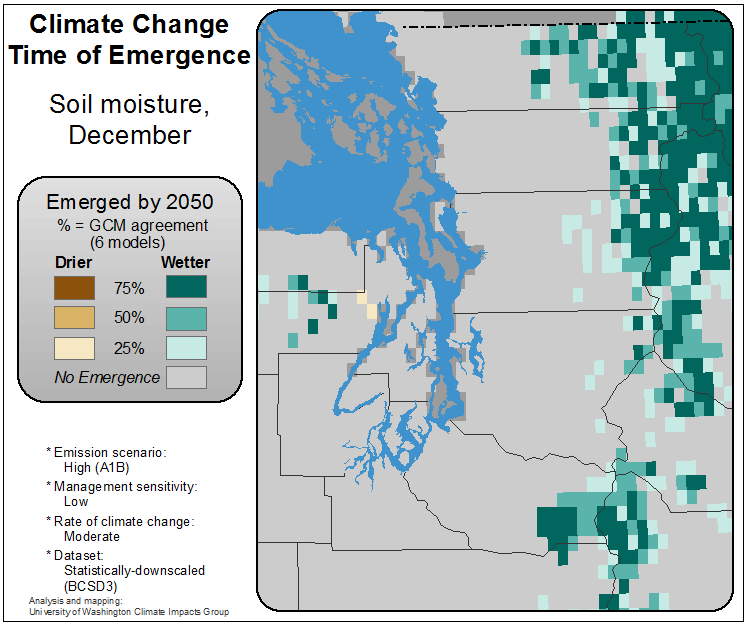 Climate Change
Time of Emergence
Soil moisture,
December
Emerged by 2050
% = GCM agreement
(6 models)
Drier Wetter
75%
50%
25%
No Emergence
* Emission scenario:
High (A1B)
* Management sensitivity:
Low
* Rate of climate change:
Moderate
* Dataset:
Statistically-downscaled
(BCSD3)
Analysis and mapping:
University of Washington Climate Impacts Group